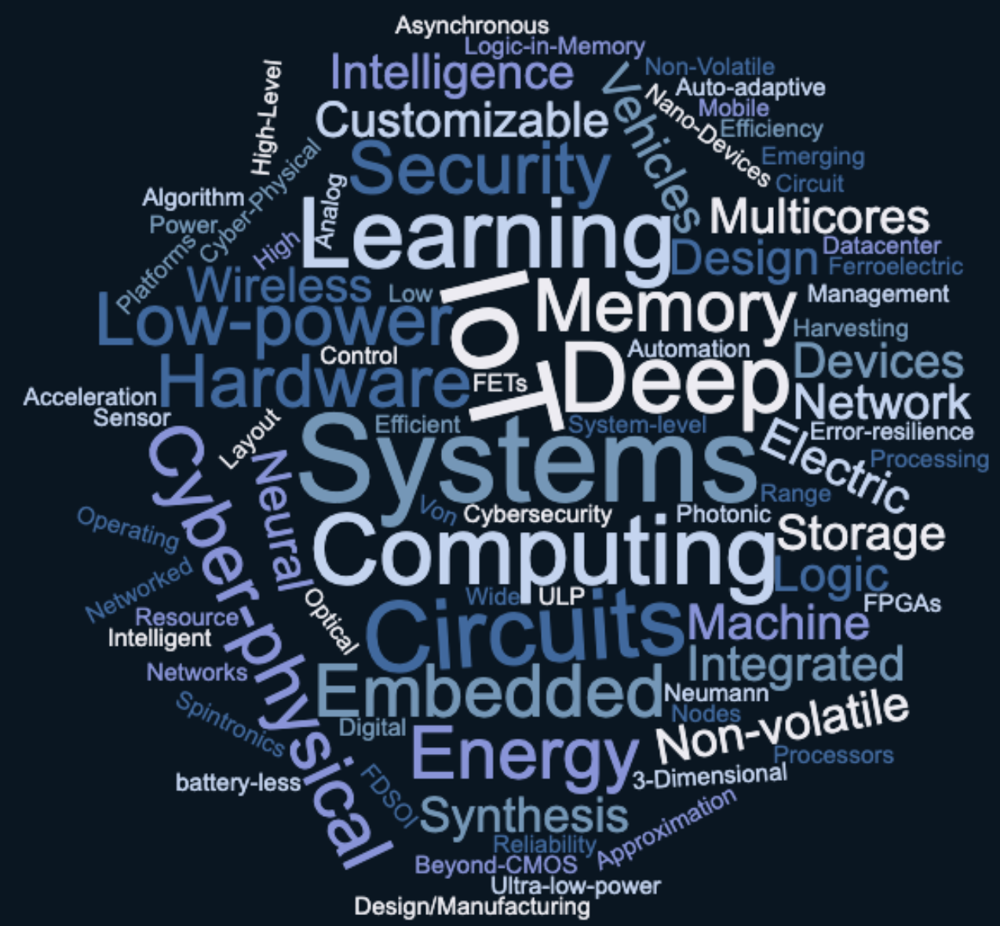 Asynchronous
Logic-in-Memory
Intelligence
Non-Volatile
Vehicles
Auto-adaptive
Nano-Devices
Mobile
High-Level
Customizable
Efficiency
Cyber-Physical
Security
Emerging
Circuit
Algorithm
Analog
Learning
Multicores
Power
High
Platforms
Datacenter
Design
Ferroelectric
Wireless
Low
IoT
Memory
Management
Low-power
Harvesting
Control
Automation
Deep
Devices
Hardware
FETs
Acceleration
Network
Sensor
Layout
Efficient
System-level
Error-resilience
Electric
Cyber-physical
Neural
Systems
Processing
Range
Von
Cybersecurity
Photonic
Operating
Computing
Storage
Networked
Logic
Optical
Wide
ULP
FPGAs
Resource
Circuits
Machine
Intelligent
Networks
Integrated
Embedded
Neumann
Spintronics
Nodes
Digital
Non-volatile
Energy
Processors
battery-less
3-Dimensional
FDSOI
Synthesis
Approximation
Reliability
Beyond-CMOS
Ultra-low-power
Design/Manufacturing